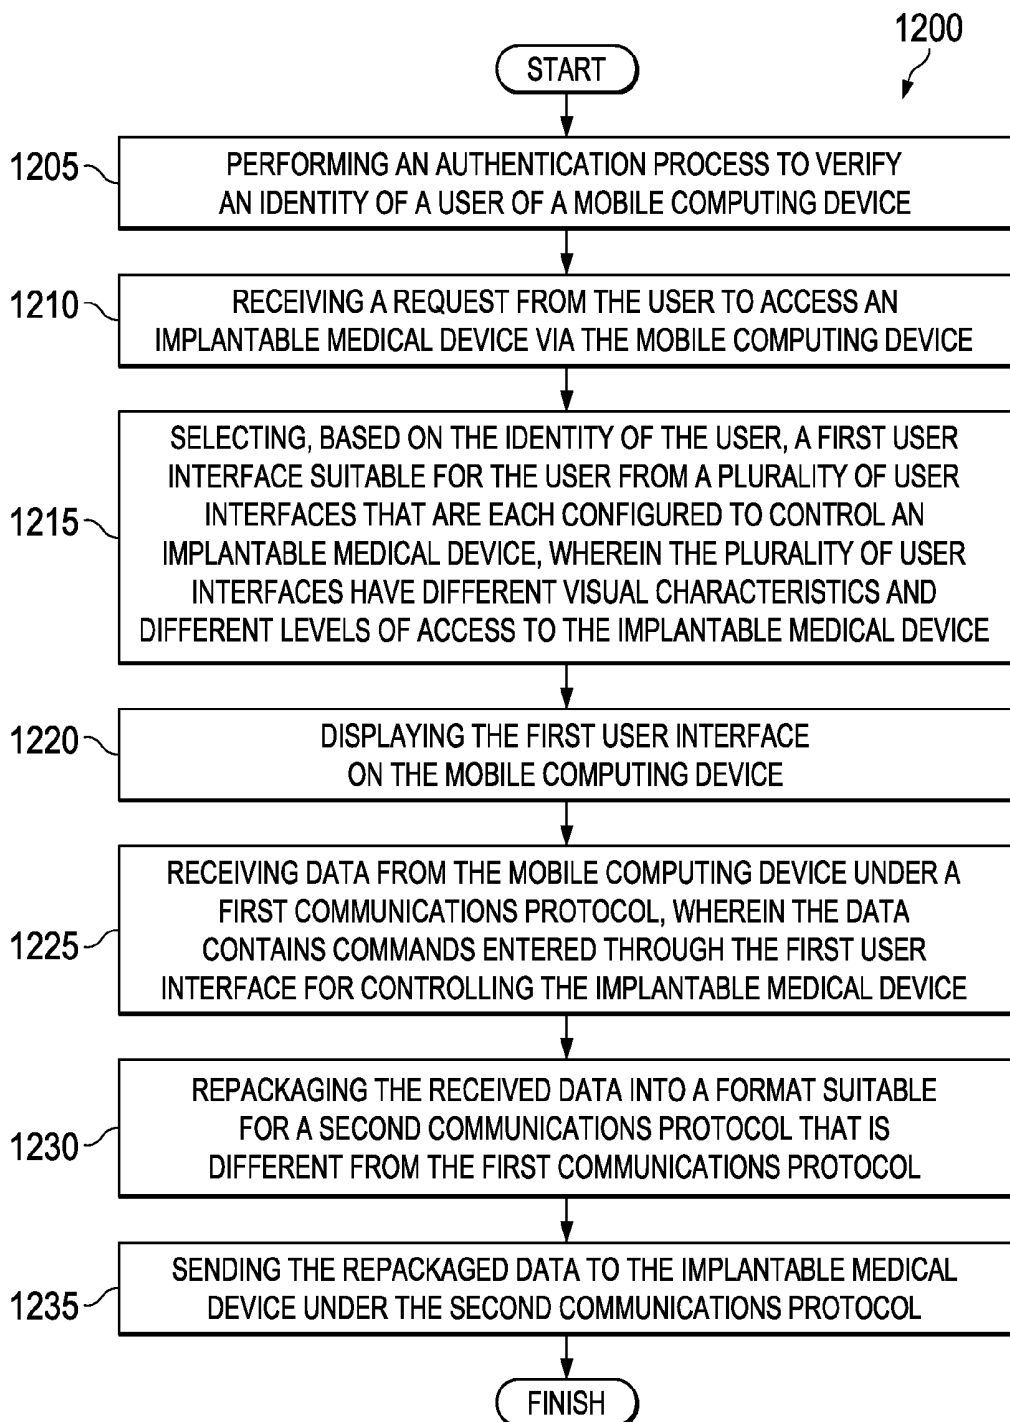 1200
START
1205
PERFORMING AN AUTHENTICATION PROCESS TO VERIFY
AN IDENTITY OF A USER OF A MOBILE COMPUTING DEVICE
1210
RECEIVING A REQUEST FROM THE USER TO ACCESS AN
IMPLANTABLE MEDICAL DEVICE VIA THE MOBILE COMPUTING DEVICE
1215
SELECTING, BASED ON THE IDENTITY OF THE USER, A FIRST USER
INTERFACE SUITABLE FOR THE USER FROM A PLURALITY OF USER
INTERFACES THAT ARE EACH CONFIGURED TO CONTROL AN
IMPLANTABLE MEDICAL DEVICE, WHEREIN THE PLURALITY OF USER
INTERFACES HAVE DIFFERENT VISUAL CHARACTERISTICS AND
DIFFERENT LEVELS OF ACCESS TO THE IMPLANTABLE MEDICAL DEVICE
1220
DISPLAYING THE FIRST USER INTERFACE
ON THE MOBILE COMPUTING DEVICE
1225
RECEIVING DATA FROM THE MOBILE COMPUTING DEVICE UNDER A
FIRST COMMUNICATIONS PROTOCOL, WHEREIN THE DATA
CONTAINS COMMANDS ENTERED THROUGH THE FIRST USER
INTERFACE FOR CONTROLLING THE IMPLANTABLE MEDICAL DEVICE
1230
REPACKAGING THE RECEIVED DATA INTO A FORMAT SUITABLE
FOR A SECOND COMMUNICATIONS PROTOCOL THAT IS
DIFFERENT FROM THE FIRST COMMUNICATIONS PROTOCOL
1235
SENDING THE REPACKAGED DATA TO THE IMPLANTABLE MEDICAL
DEVICE UNDER THE SECOND COMMUNICATIONS PROTOCOL
FINISH